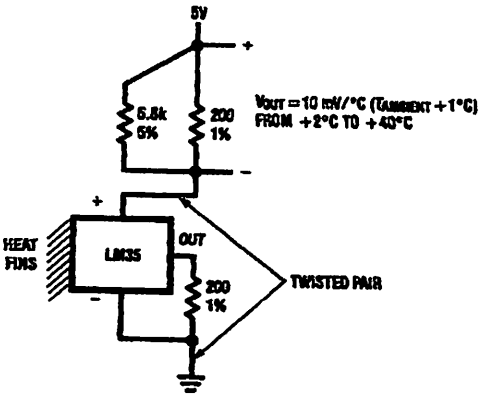 5V
+
6.8k
5%
200
1%
VOUT = 10 mV/°C (TAMBIENT + 1°C)
FROM +2°C TO +40°C
−
+
HEAT
FINS
LM35
OUT
−
200
1%
TWISTED PAIR